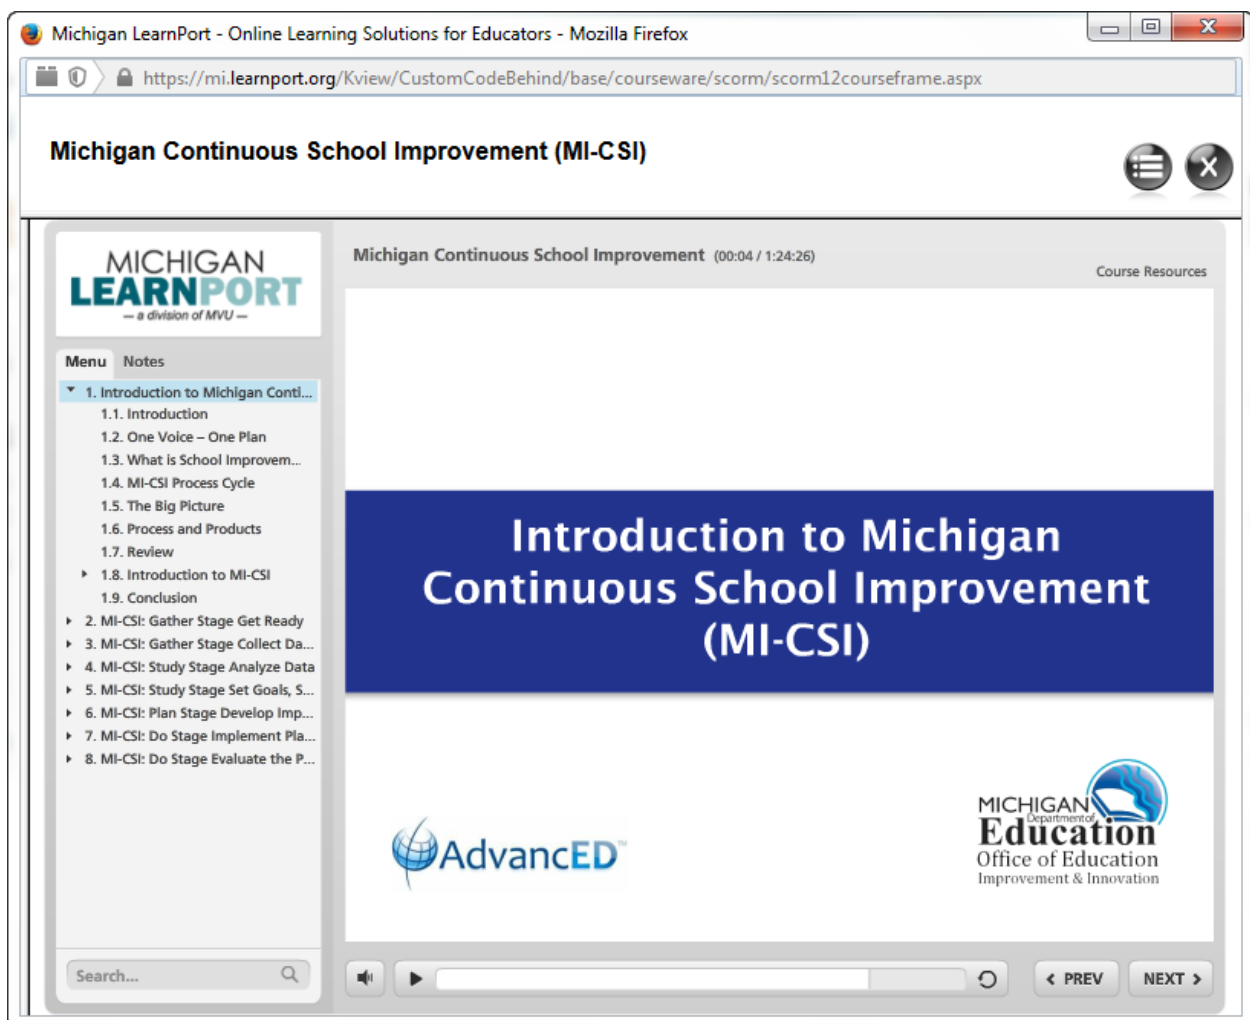 Michigan LearnPort - Online Learning Solutions for Educators - Mozilla Firefox
https://mi.learnport.org/Kview/CustomCodeBehind/base/courseware/scorm/scorm12courseframe.aspx
Michigan Continuous School Improvement (MI-CSI)
MICHIGAN
LEARNPORT
— a division of MVU —
Michigan Continuous School Improvement (00:04 / 1:24:26)
Course Resources
Menu Notes
1. Introduction to Michigan Conti...
1.1. Introduction
1.2. One Voice – One Plan
1.3. What is School Improvem...
1.4. MI-CSI Process Cycle
1.5. The Big Picture
1.6. Process and Products
1.7. Review
1.8. Introduction to MI-CSI
1.9. Conclusion
2. MI-CSI: Gather Stage Get Ready
3. MI-CSI: Gather Stage Collect Da...
4. MI-CSI: Study Stage Analyze Data
5. MI-CSI: Study Stage Set Goals, S...
6. MI-CSI: Plan Stage Develop Imp...
7. MI-CSI: Do Stage Implement Pla...
8. MI-CSI: Do Stage Evaluate the P...
Introduction to Michigan
Continuous School Improvement
(MI-CSI)
AdvancED™
MICHIGAN
Department of
Education
Office of Education
Improvement & Innovation
Search...
PREV
NEXT